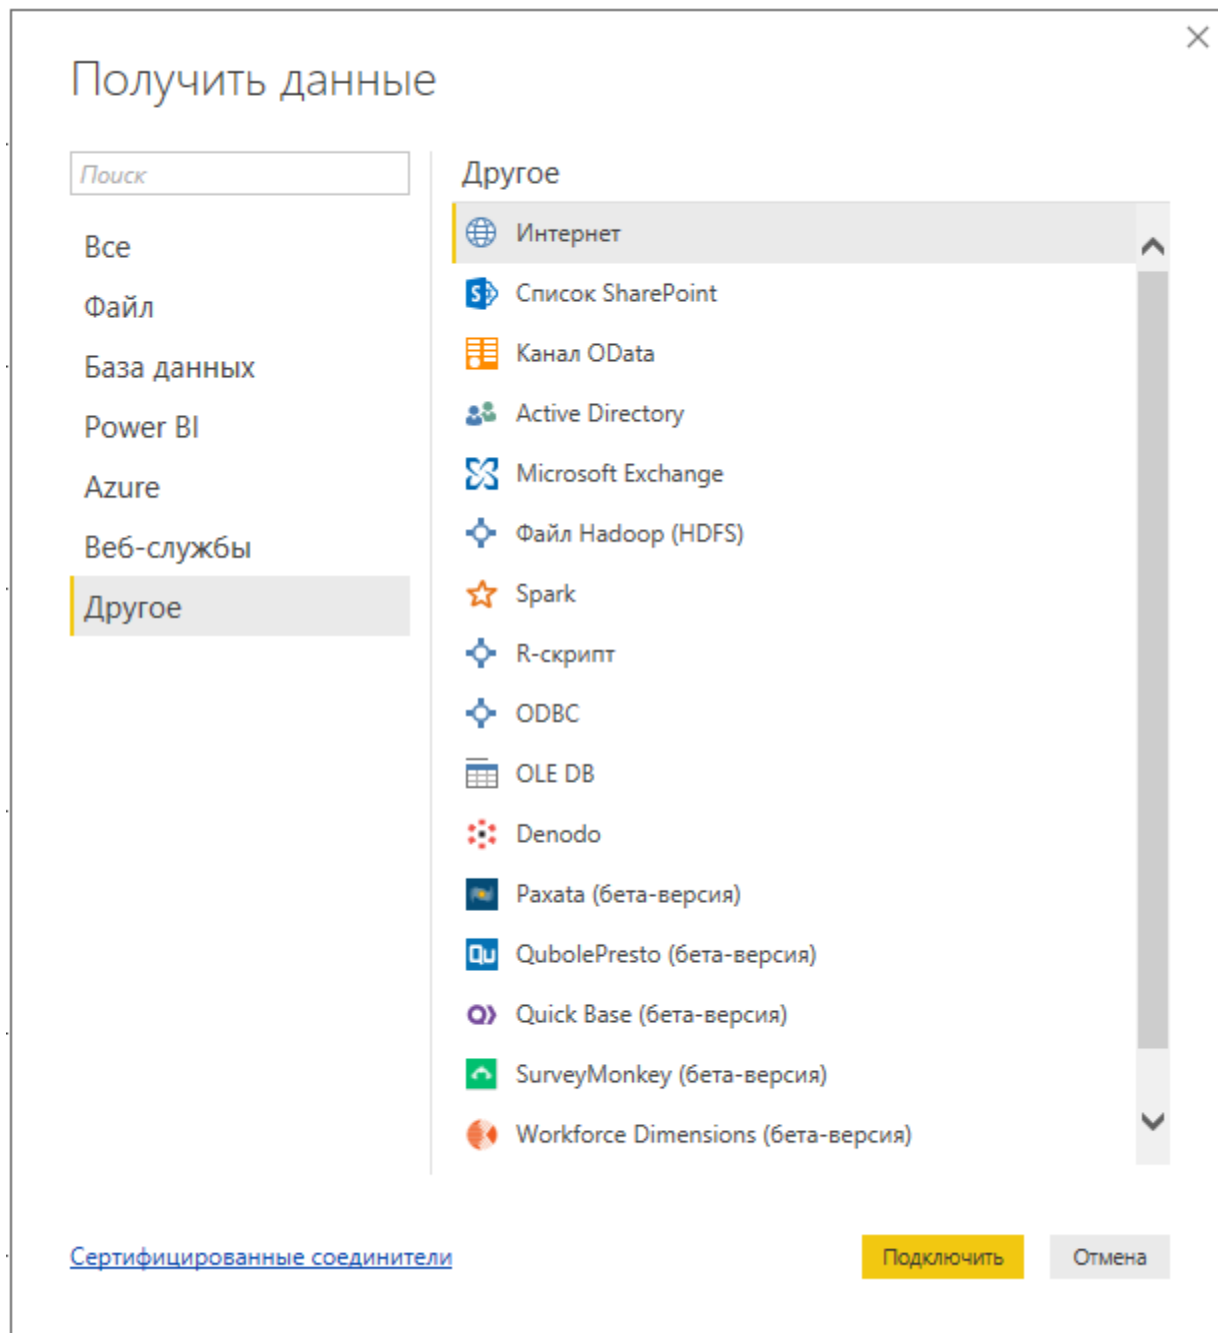 Получить данные
Поиск
Все
Файл
База данных
Power BI
Azure
Веб-службы
Другое
Другое
Интернет
Список SharePoint
Канал OData
Active Directory
Microsoft Exchange
Файл Hadoop (HDFS)
Spark
R-скрипт
ODBC
OLE DB
Denodo
Paxata (бета-версия)
QubolePresto (бета-версия)
Quick Base (бета-версия)
SurveyMonkey (бета-версия)
Workforce Dimensions (бета-версия)
Сертифицированные соединители
Подключить
Отмена